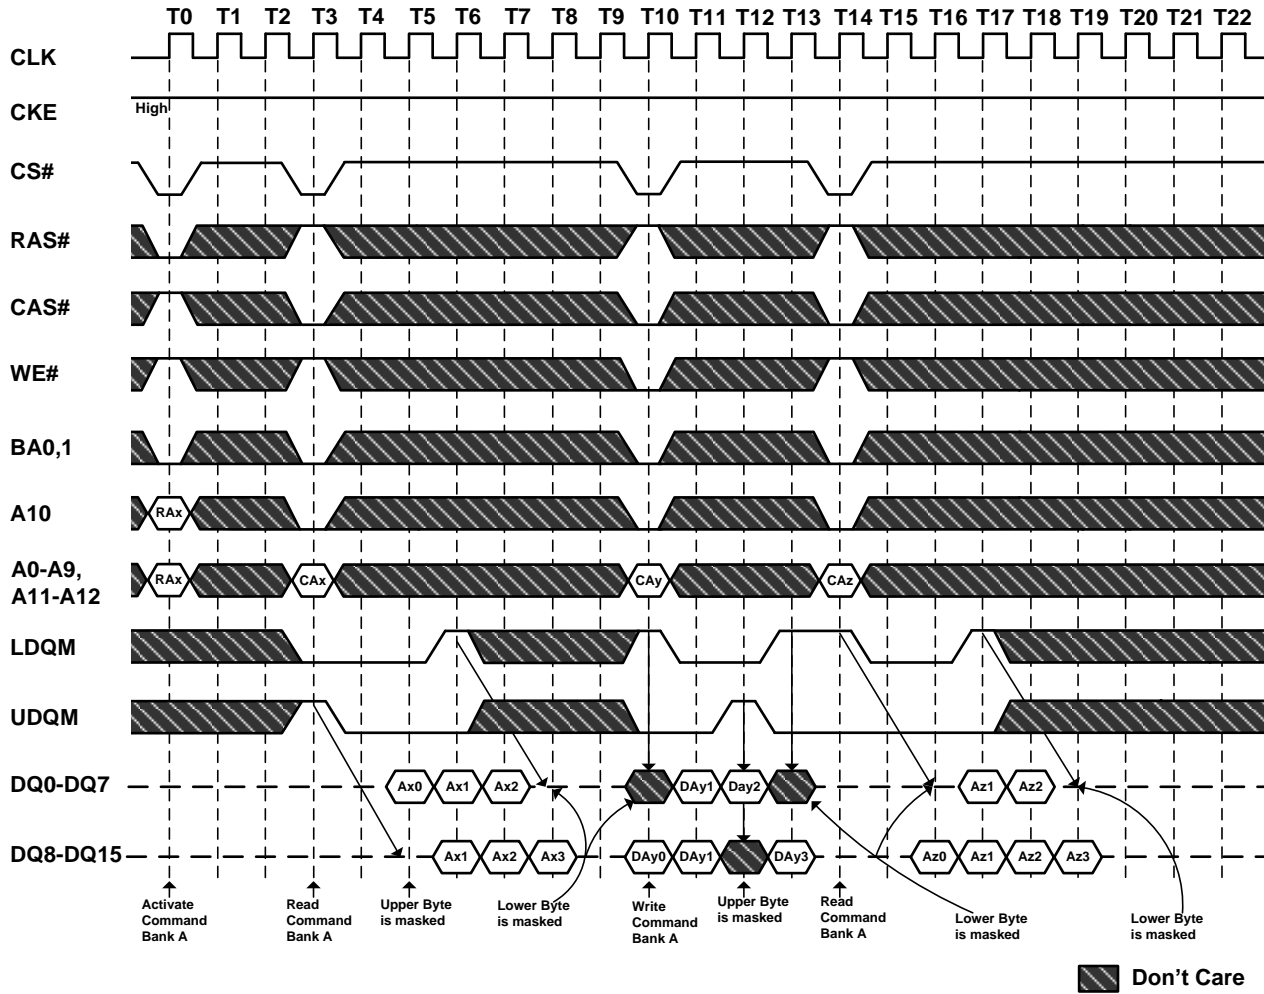 T0 T1 T2 T3 T4 T5 T6 T7 T8 T9 T10 T11 T12 T13 T14 T15 T16 T17 T18 T19 T20 T21 T22
CLK
CKE
High
CS#
RAS#
CAS#
WE#
BA0,1
A10
RAx
A0-A9,
A11-A12
RAx CAx CAy CAz
LDQM
UDQM
DQ0-DQ7
Ax0 Ax1 Ax2 DAy1 Day2 Az1 Az2
DQ8-DQ15
Ax1 Ax2 Ax3 DAy0 DAy1 DAy3 Az0 Az1 Az2 Az3
Activate
Command
Bank A
Read
Command
Bank A
Upper Byte
is masked
Lower Byte
is masked
Write
Command
Bank A
Upper Byte
is masked
Read
Command
Bank A
Lower Byte
is masked
Lower Byte
is masked
Don't Care